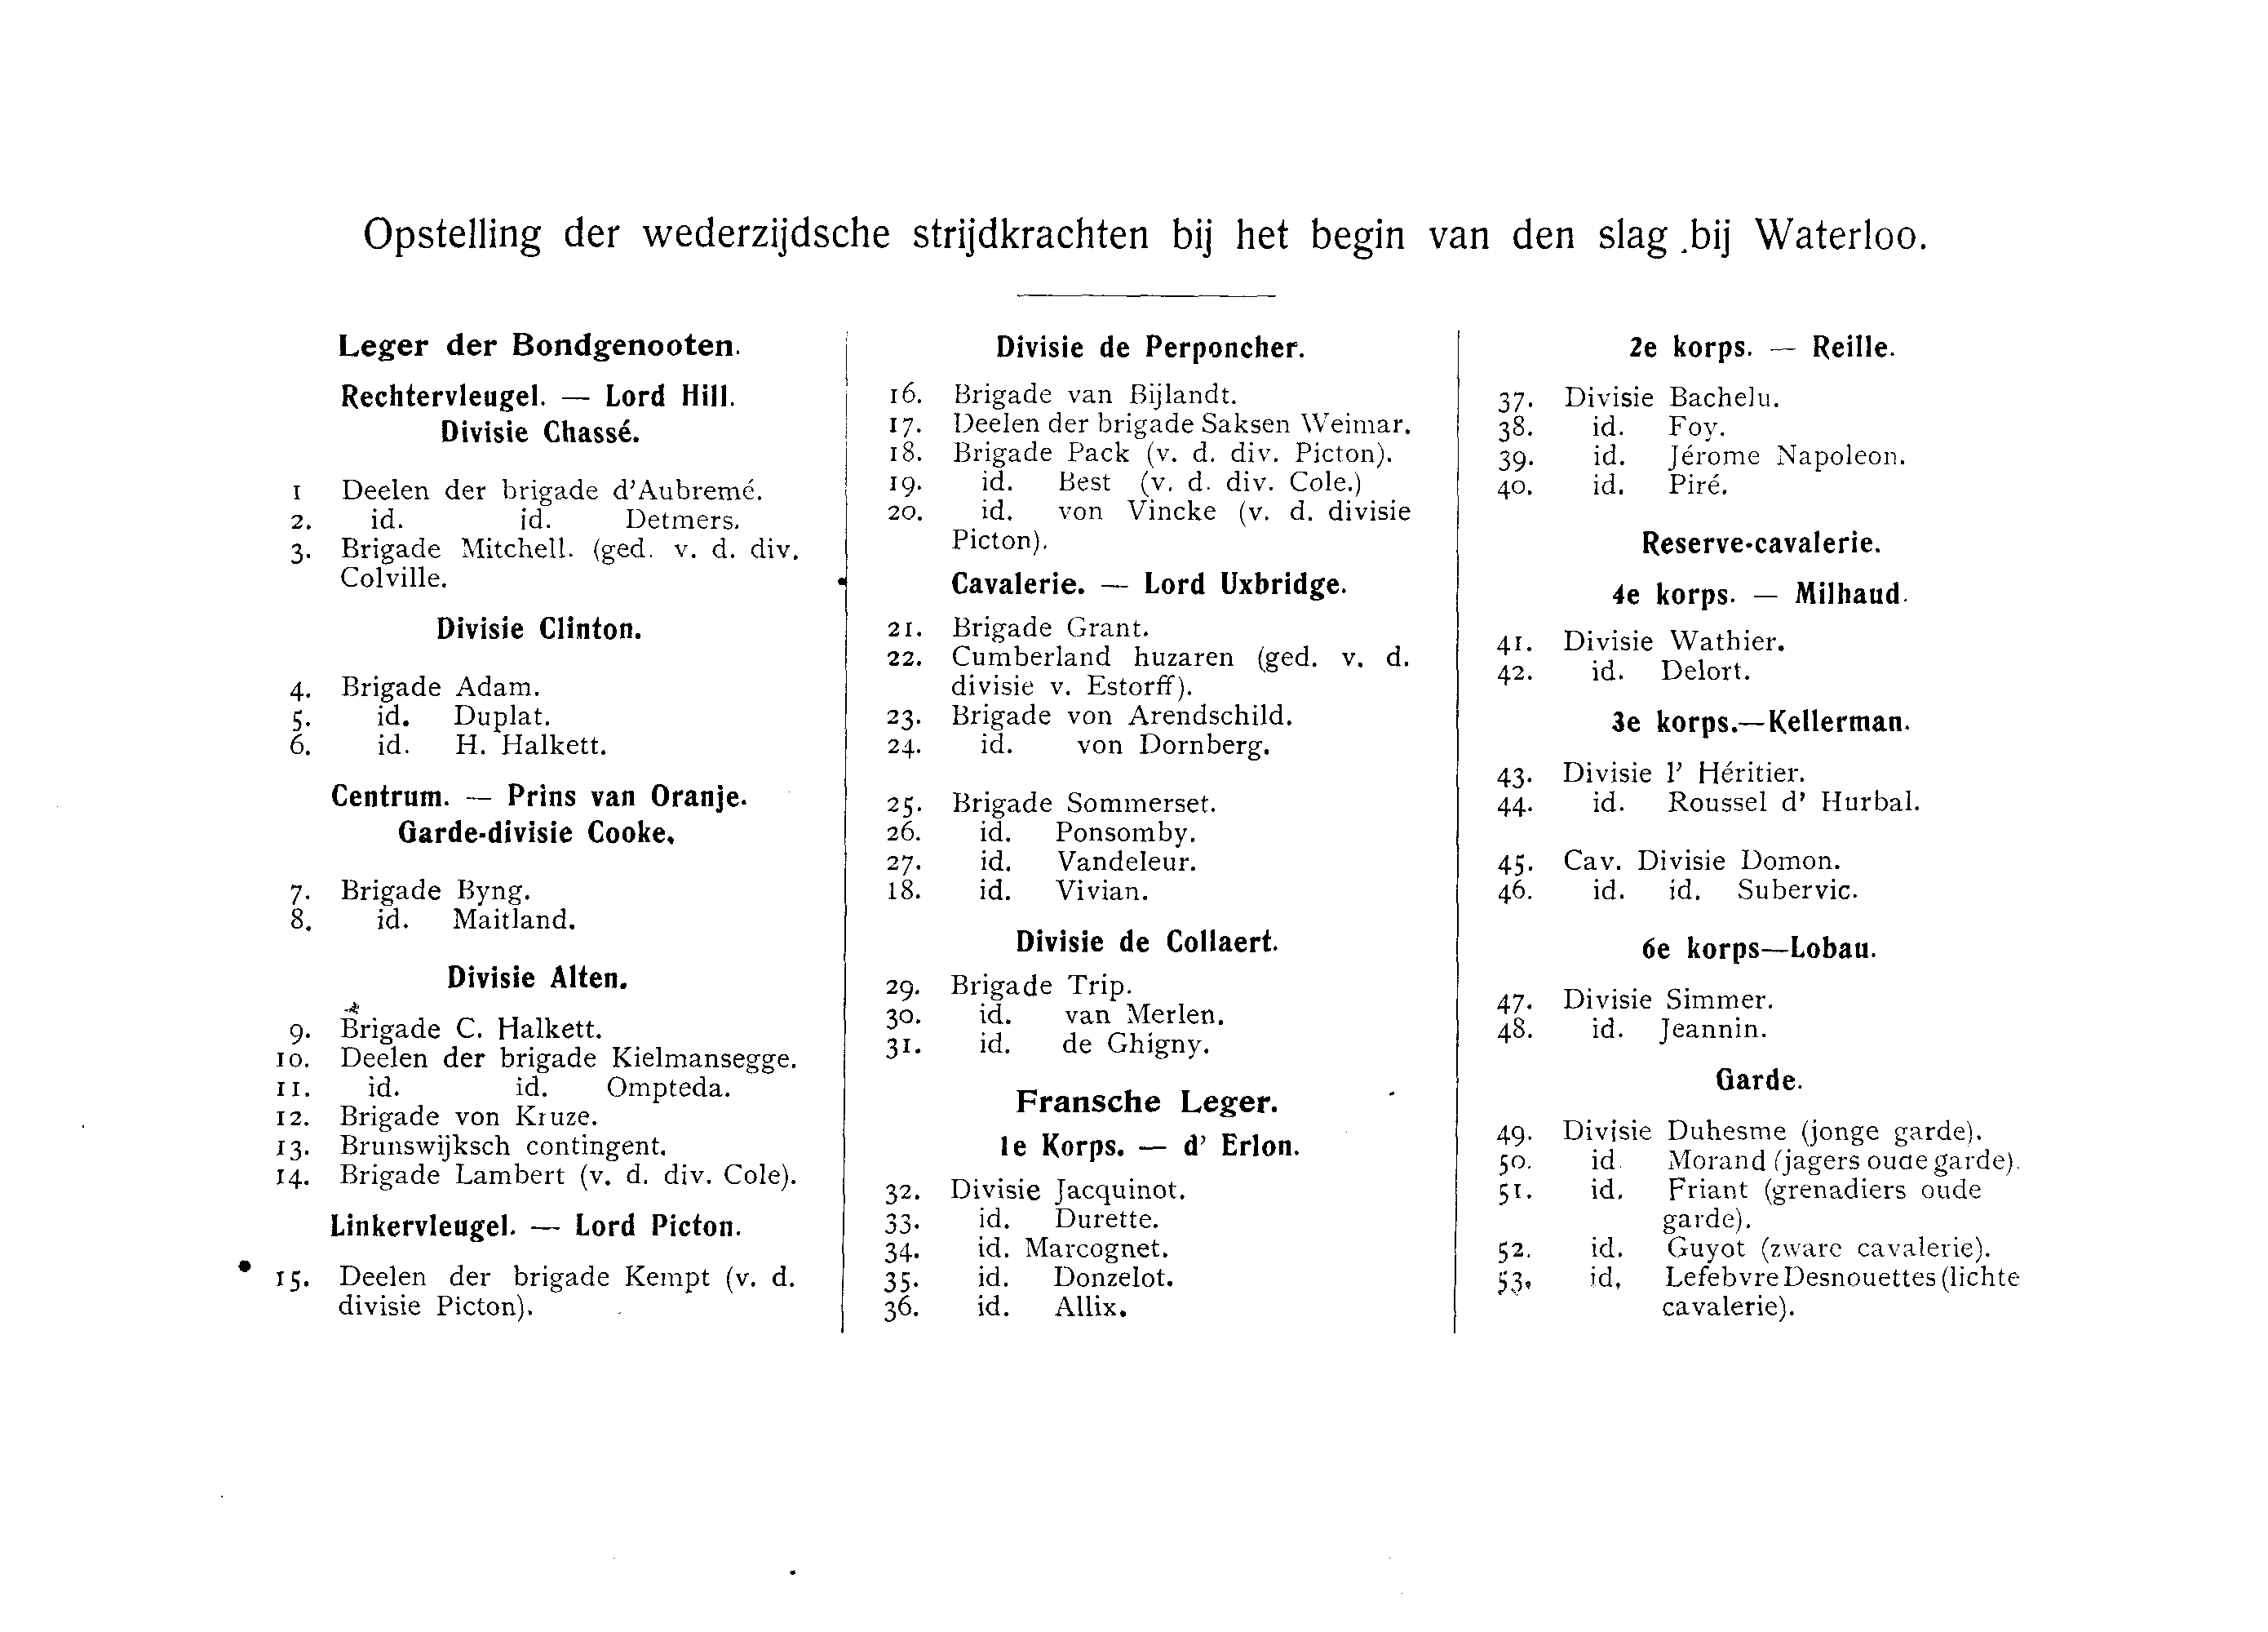 Opstelling der wederzijdsche strijdkrachten bij het begin van den slag bij Waterloo.
Leger der Bondgenooten.
Rechtervleugel. — Lord Hill.
Divisie Chassé.
1 Deelen der brigade d'Aubremé.
2. id. id. Detmers.
3. Brigade Mitchell. (ged. v. d. div.
Colville.
Divisie Clinton.
4. Brigade Adam.
5. id. Duplat.
6. id. H. Halkett.
Centrum. — Prins van Oranje.
Garde-divisie Cooke.
7. Brigade Byng.
8. id. Maitland.
Divisie Alten.
9. Brigade C. Halkett.
10. Deelen der brigade Kielmansegge.
11. id. id. Ompteda.
12. Brigade von Kruze.
13. Brunswijksch contingent.
14. Brigade Lambert (v. d. div. Cole).
Linkervleugel. — Lord Picton.
15. Deelen der brigade Kempt (v. d.
divisie Picton).
Divisie de Perponcher.
16. Brigade van Bijlandt.
17. Deelen der brigade Saksen Weimar.
18. Brigade Pack (v. d. div. Picton).
19. id. Best (v. d. div. Cole.)
20. id. von Vincke (v. d. divisie
Picton).
Cavalerie. — Lord Uxbridge.
21. Brigade Grant.
22. Cumberland huzaren (ged. v. d.
divisie v. Estorff).
23. Brigade von Arendschild.
24. id. von Dornberg.
25. Brigade Sommerset.
26. id. Ponsomby.
27. id. Vandeleur.
18. id. Vivian.
Divisie de Collaert.
29. Brigade Trip.
30. id. van Merlen.
31. id. de Ghigny.
Fransche Leger.
1e Korps. — d' Erlon.
32. Divisie Jacquinot.
33. id. Durette.
34. id. Marcognet.
35. id. Donzelot.
36. id. Allix.
2e korps. — Reille.
37. Divisie Bachelu.
38. id. Foy.
39. id. Jérome Napoleon.
40. id. Piré.
Reserve-cavalerie.
4e korps. — Milhaud.
41. Divisie Wathier.
42. id. Delort.
3e korps.—Kellerman.
43. Divisie l' Héritier.
44. id. Roussel d' Hurbal.
45. Cav. Divisie Domon.
46. id. id. Subervic.
6e korps—Lobau.
47. Divisie Simmer.
48. id. Jeannin.
Garde.
49. Divisie Duhesme (jonge garde).
50. id. Morand (jagers oude garde).
51. id. Friant (grenadiers oude
garde).
52. id. Guyot (zware cavalerie).
53. id. Lefebvre Desnouettes (lichte
cavalerie).